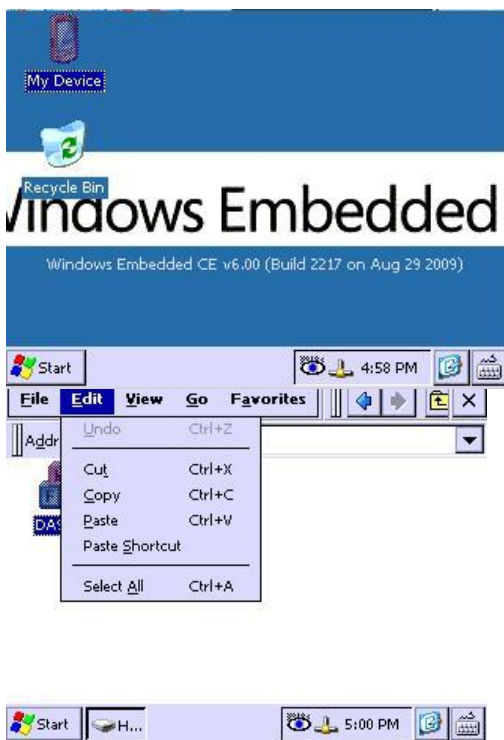 My Device
Recycle Bin
Windows Embedded
Windows Embedded CE v6.00 (Build 2217 on Aug 29 2009)
Start 4:58 PM
File Edit View Go Favorites
Addr
Undo Ctrl+Z
Cut Ctrl+X
Copy Ctrl+C
DAS
Paste Ctrl+V
Paste Shortcut
Select All Ctrl+A
Start H... 5:00 PM